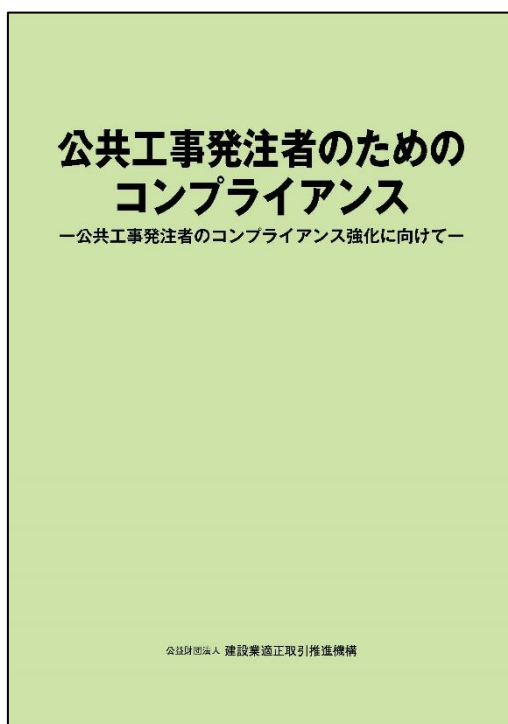 公共工事発注者のための
コンプライアンス
ー公共工事発注者のコンプライアンス強化に向けてー
公益財団法人 建設業適正取引推進機構